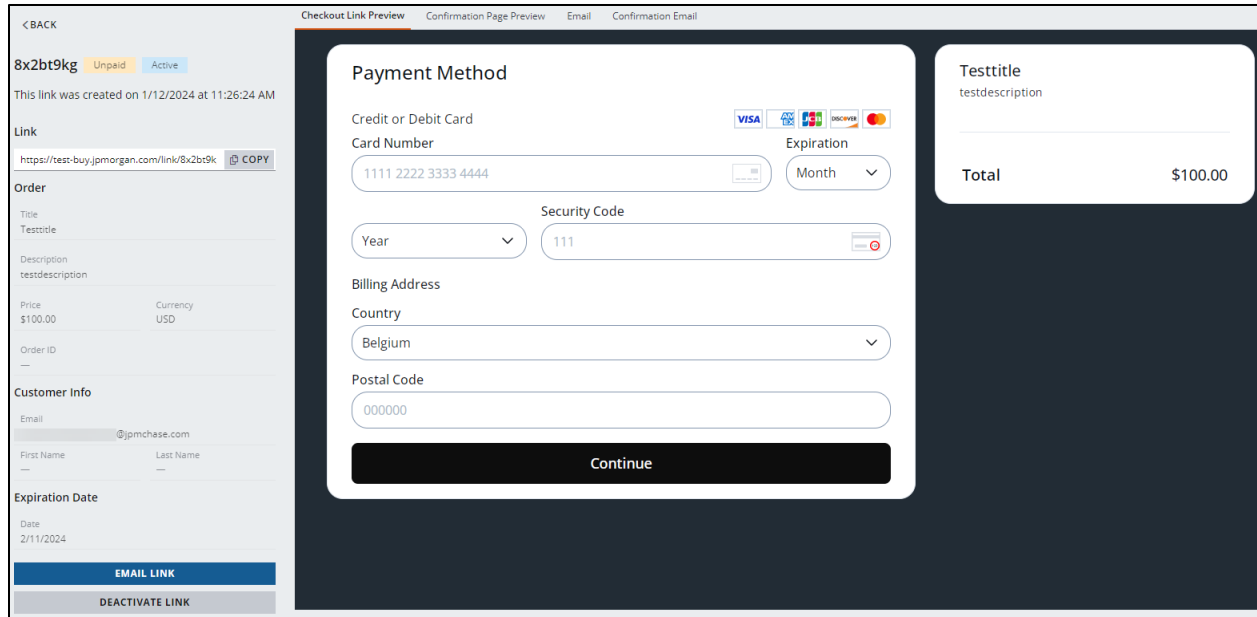 BACK
Checkout Link Preview Confirmation Page Preview Email Confirmation Email
8x2bt9kg Unpaid Active
This link was created on 1/12/2024 at 11:26:24 AM
Link
https://test-buy.jpmorgan.com/link/8x2bt9k COPY
Order
Title
Testtitle
Description
testdescription
Price Currency
$100.00 USD
Order ID
—
Customer Info
Email
@jpmchase.com
First Name Last Name
— —
Expiration Date
Date
2/11/2024
EMAIL LINK
DEACTIVATE LINK
Payment Method
Credit or Debit Card VISA AM EX JCB DISCOVER
Card Number Expiration
1111 2222 3333 4444 Month
Security Code
Year 111
Billing Address
Country
Belgium
Postal Code
000000
Continue
Testtitle
testdescription
Total $100.00